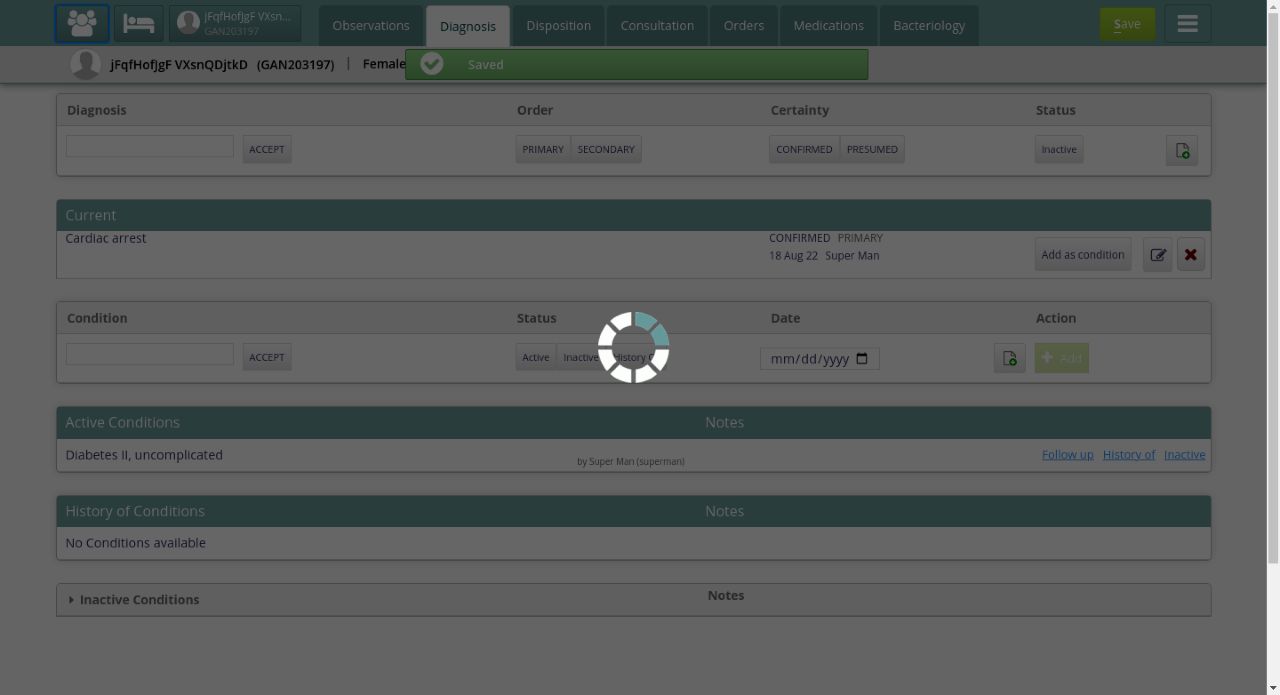 jFqfHofJgF VXsn...
GAN203197
Observations
Diagnosis
Disposition
Consultation
Orders
Medications
Bacteriology
Save
jFqfHofJgF VXsnQDjtkD (GAN203197) | Female
Saved
Diagnosis Order Certainty Status
ACCEPT PRIMARY SECONDARY CONFIRMED PRESUMED Inactive
Current
Cardiac arrest CONFIRMED PRIMARY
18 Aug 22 Super Man
Add as condition
Condition Status Date Action
ACCEPT Active Inactive History mm/dd/yyyy Add
Active Conditions Notes
Diabetes II, uncomplicated by Super Man (superman) Follow up History of Inactive
History of Conditions Notes
No Conditions available
Inactive Conditions Notes